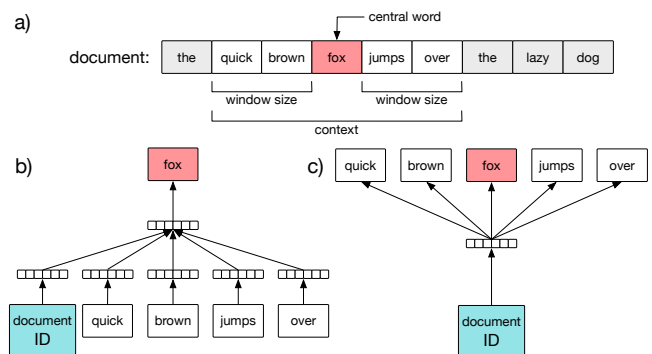 a)
central word
document: the quick brown fox jumps over the lazy dog
window size window size
context
b)
fox
document ID quick brown jumps over
c)
quick brown fox jumps over
document ID